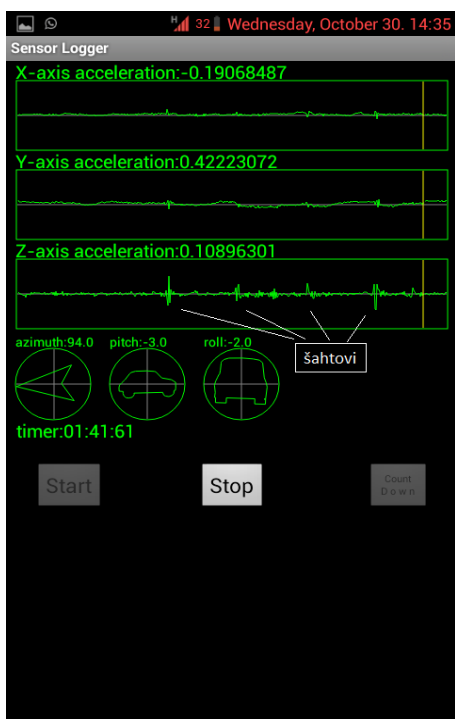 H 32 Wednesday, October 30. 14:35
Sensor Logger
X-axis acceleration:-0.19068487
Y-axis acceleration:0.42223072
Z-axis acceleration:0.10896301
azimuth:94.0 pitch:-3.0 roll:-2.0
šahtovi
timer:01:41:61
Start Stop Count
Down